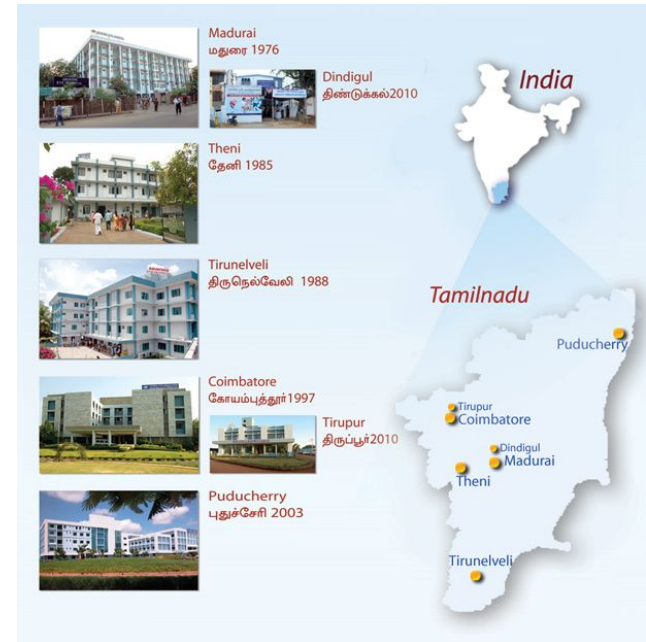 Madurai
மதுரை 1976
Dindigul
திண்டுக்கல்2010
Theni
தேனி 1985
Tirunelveli
திருநெல்வேலி 1988
Coimbatore
கோயம்புத்தூர்1997
Tirupur
திருப்பூர்2010
Puducherry
புதுச்சேரி 2003
India
Tamilnadu
Puducherry
Tirupur
Coimbatore
Dindigul
Madurai
Theni
Tirunelveli